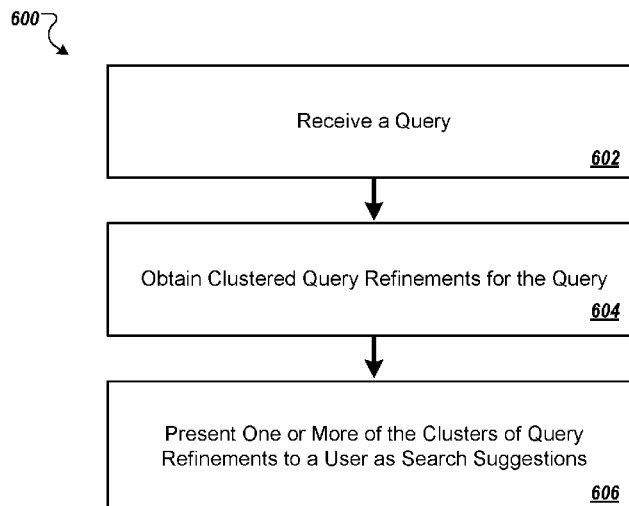 600
Receive a Query
602
Obtain Clustered Query Refinements for the Query
604
Present One or More of the Clusters of Query
Refinements to a User as Search Suggestions
606